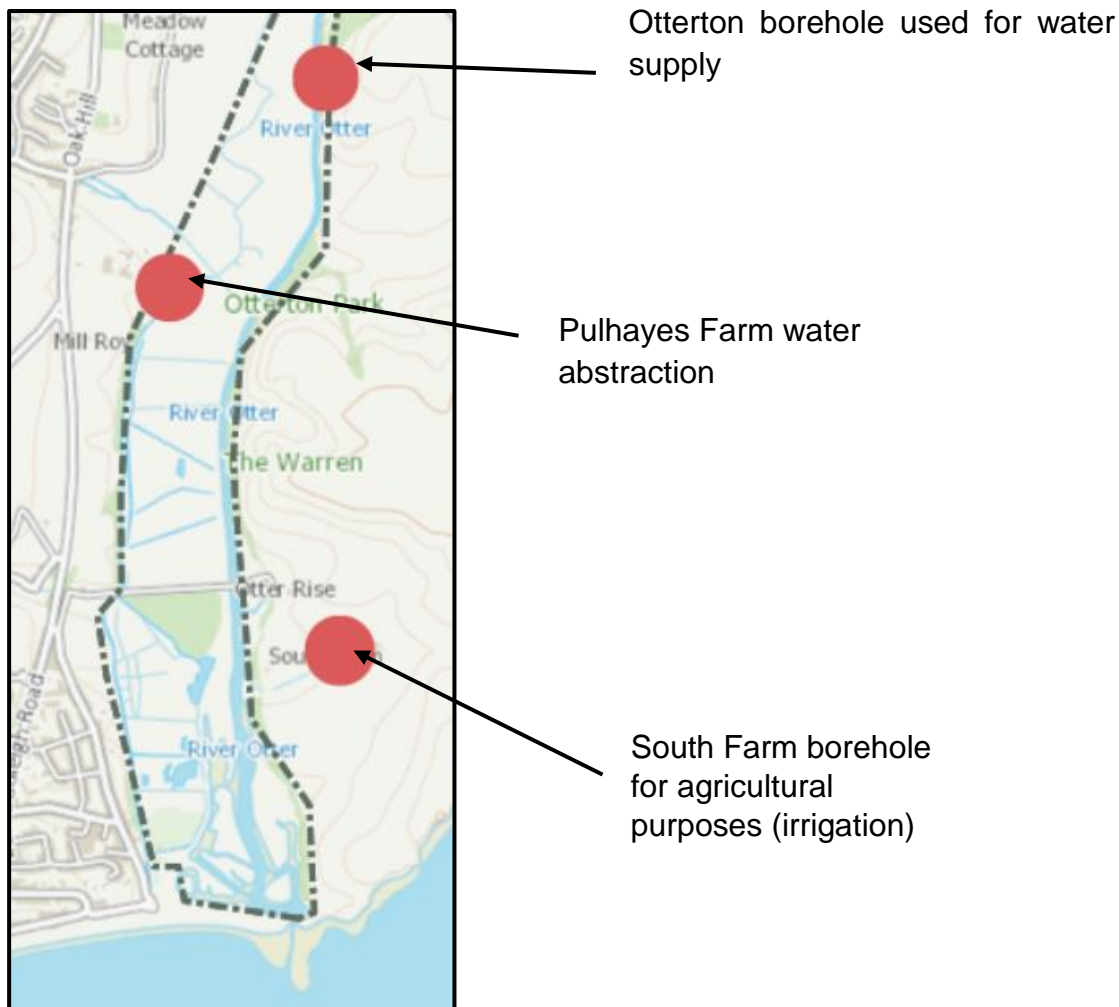 Meadow
Cottage
Otterton borehole used for water
supply
River Otter
Oak Hill
Pulhayes Farm water
abstraction
Otterton Park
Mill
River Otter
The Warren
Otter Rise
South Farm borehole
for agricultural
purposes (irrigation)
Road
River Otter